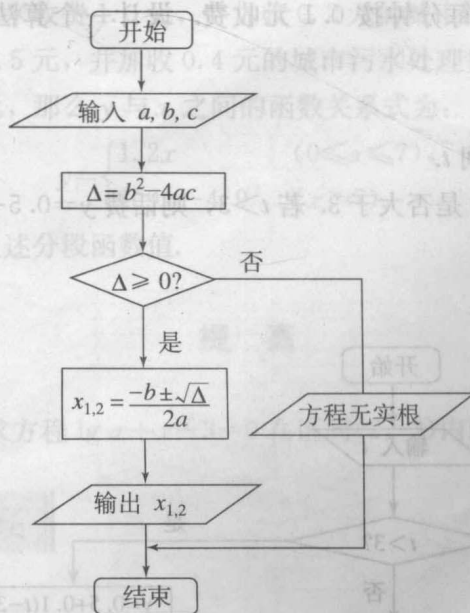 开始
输入 a, b, c
Δ=b²−4ac
Δ⩾0?
否
是
x₁,₂=(−b±√Δ)/2a
方程无实根
输出 x₁,₂
结束